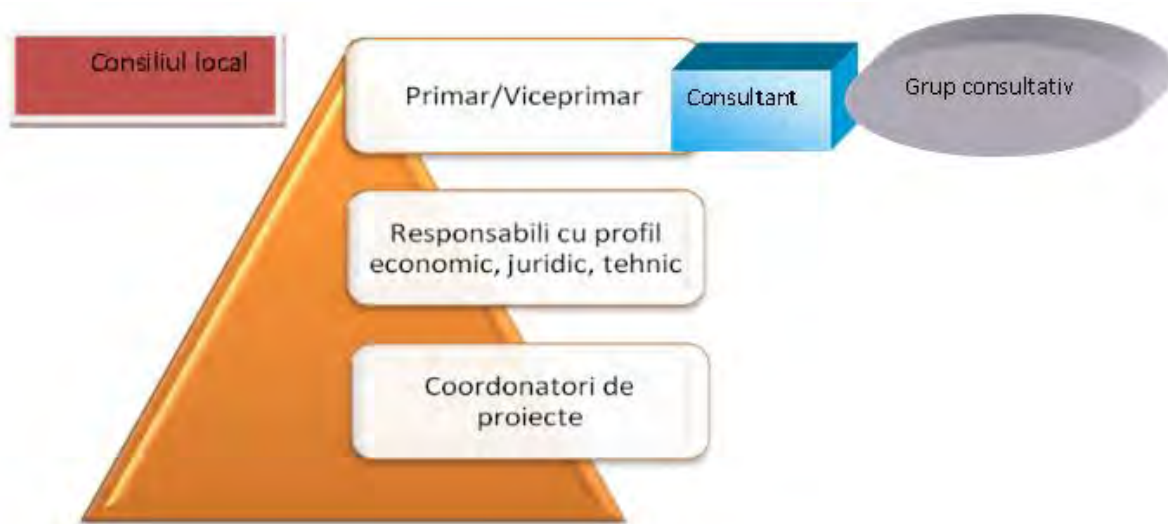 Consiliul local
Primar/Viceprimar
Consultant
Grup consultativ
Responsabili cu profil
economic, juridic, tehnic
Coordonatori de
proiecte